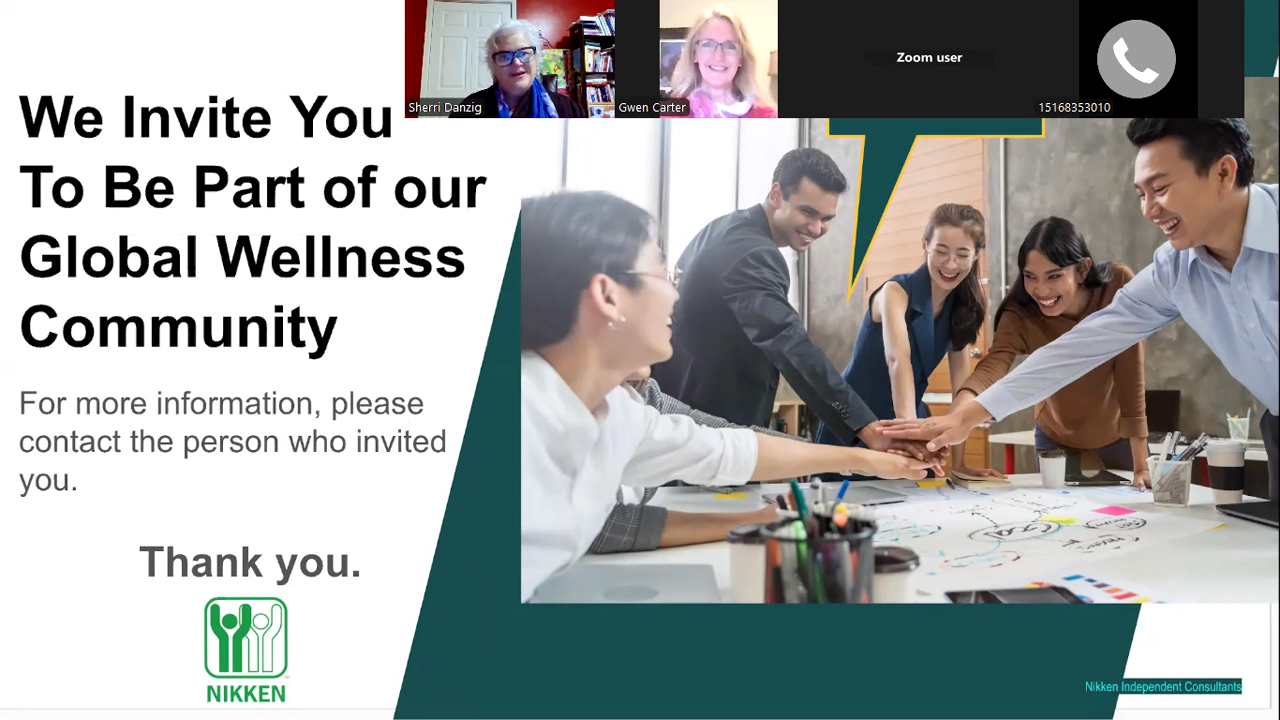 Sherri Danzig
Gwen Carter
Zoom user
15168353010
We Invite You
To Be Part of our
Global Wellness
Community
For more information, please
contact the person who invited
you.
Thank you.
NIKKEN
Goal
Nikken Independent Consultants